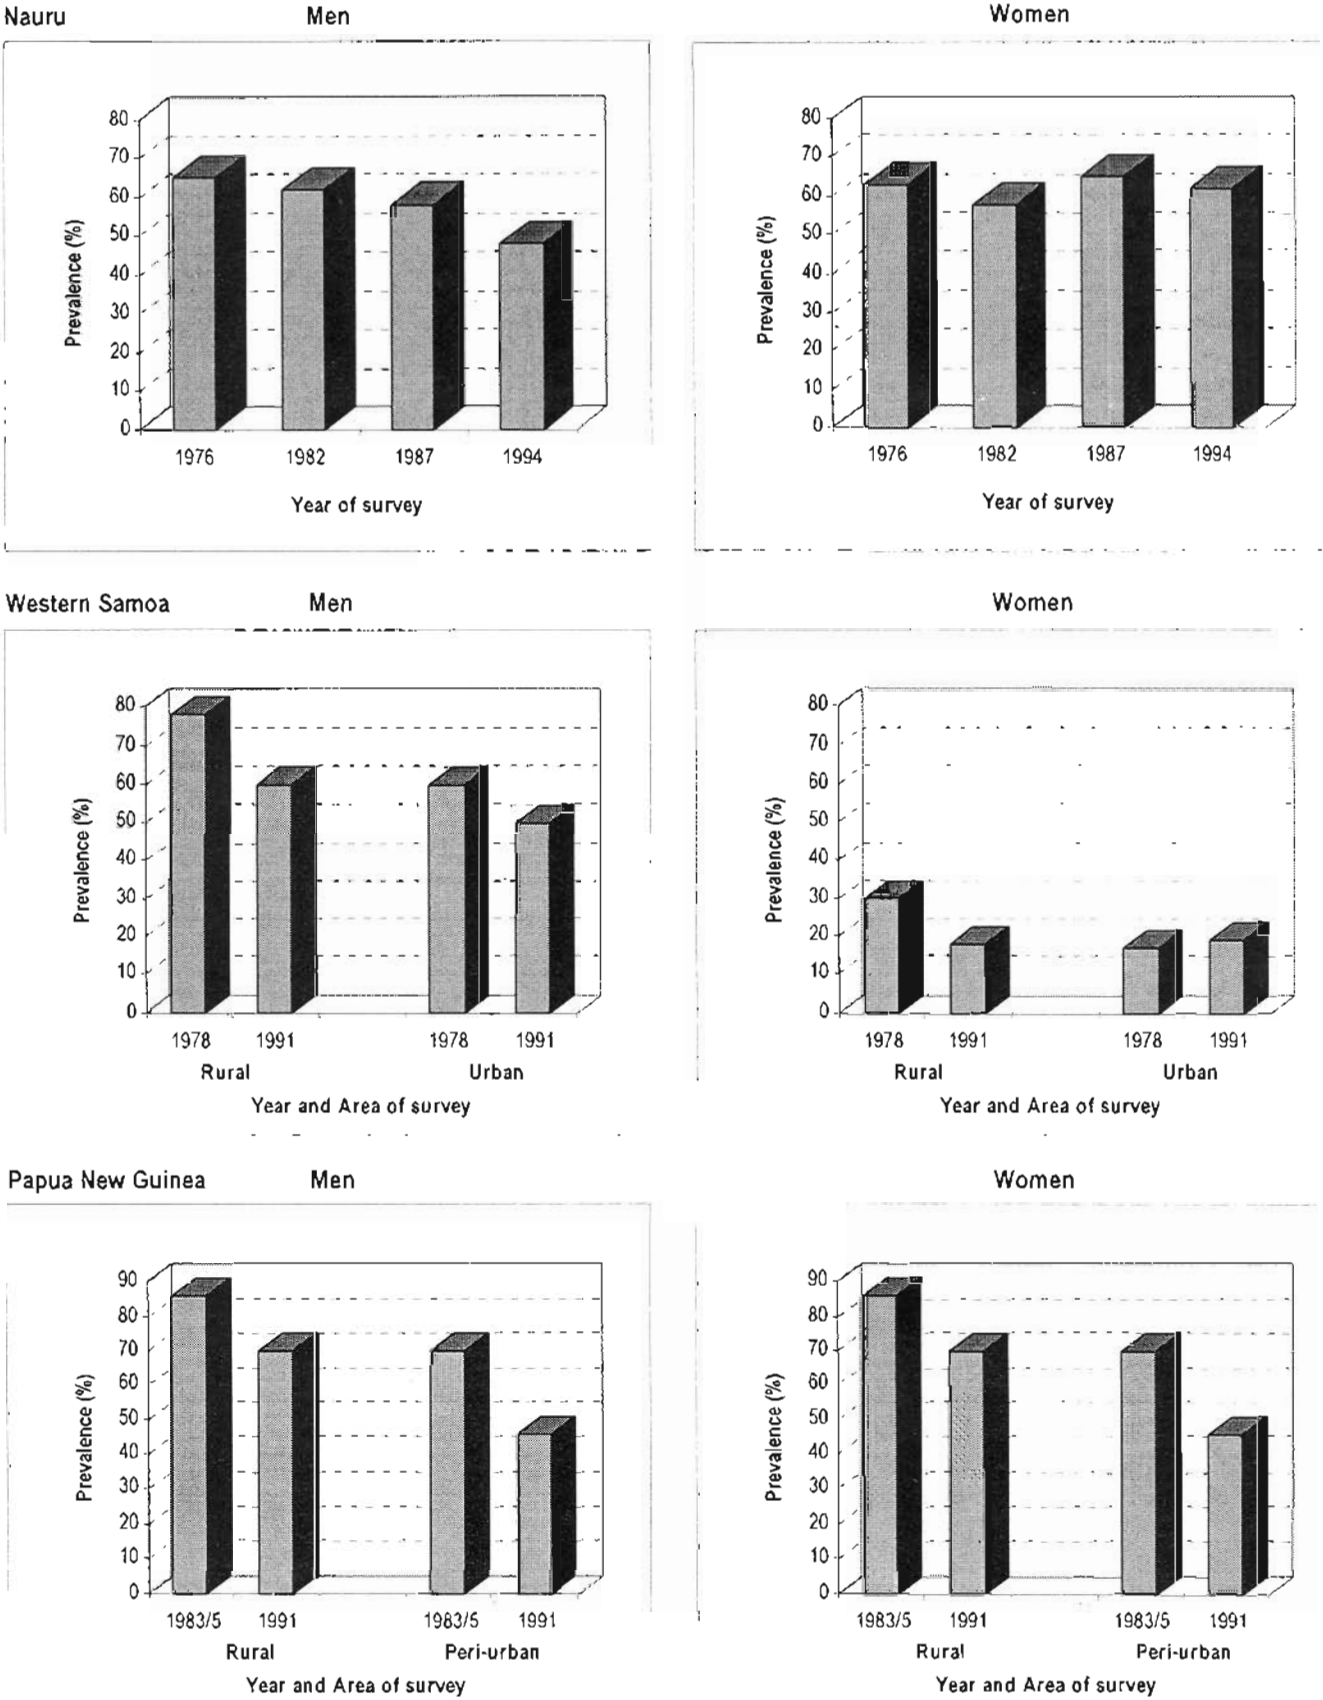 Nauru Men Women
80
70
60
50
40
30
20
10
0
Prevalence (%)
1976 1982 1987 1994
Year of survey
80
70
60
50
40
30
20
10
0
Prevalence (%)
1976 1982 1987 1994
Year of survey
Western Samoa Men Women
80
70
60
50
40
30
20
10
0
Prevalence (%)
1978 1991 1978 1991
Rural Urban
Year and Area of survey
80
70
60
50
40
30
20
10
0
Prevalence (%)
1978 1991 1978 1991
Rural Urban
Year and Area of survey
Papua New Guinea Men Women
90
80
70
60
50
40
30
20
10
0
Prevalence (%)
1983/5 1991 1983/5 1991
Rural Peri-urban
Year and Area of survey
90
80
70
60
50
40
30
20
10
0
Prevalence (%)
1983/5 1991 1983/5 1991
Rural Peri-urban
Year and Area of survey